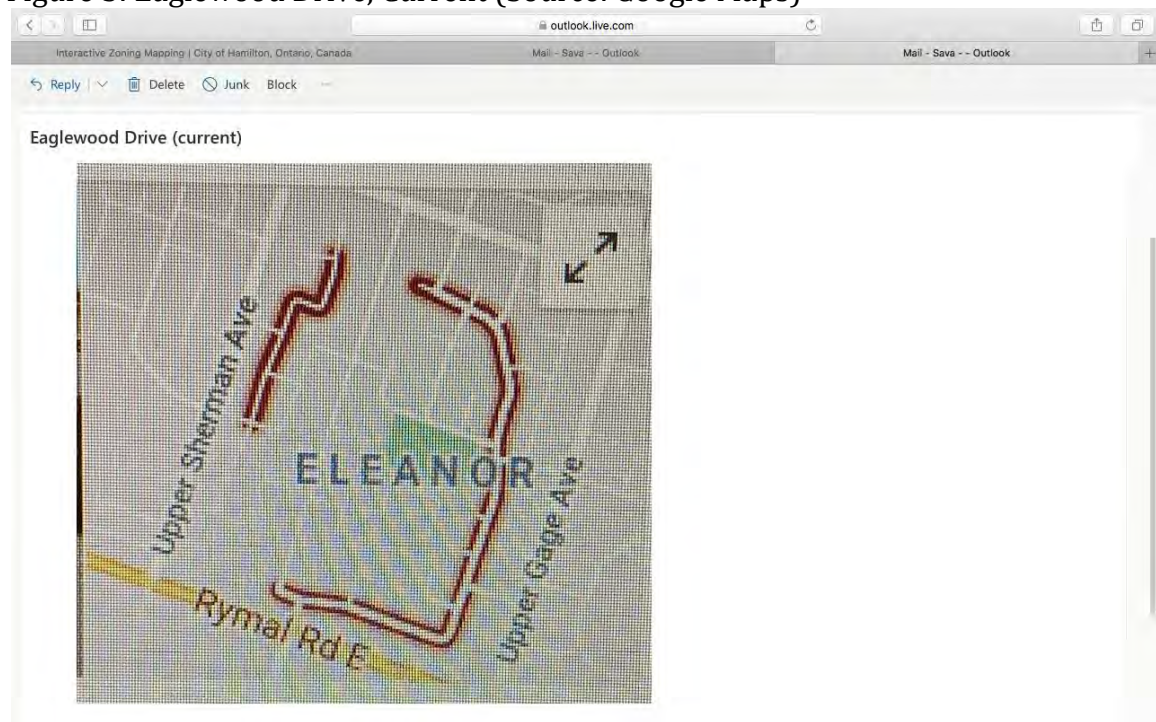 Figure 3: Eaglewood Drive, Current (Source: Google Maps)
outlook.live.com
Interactive Zoning Mapping | City of Hamilton, Ontario, Canada
Mail - Sava - - Outlook
Mail - Sava - - Outlook
Reply
Delete
Junk
Block
Eaglewood Drive (current)
Upper Sherman Ave
ELEANOR
Upper Gage Ave
Rymal Rd E